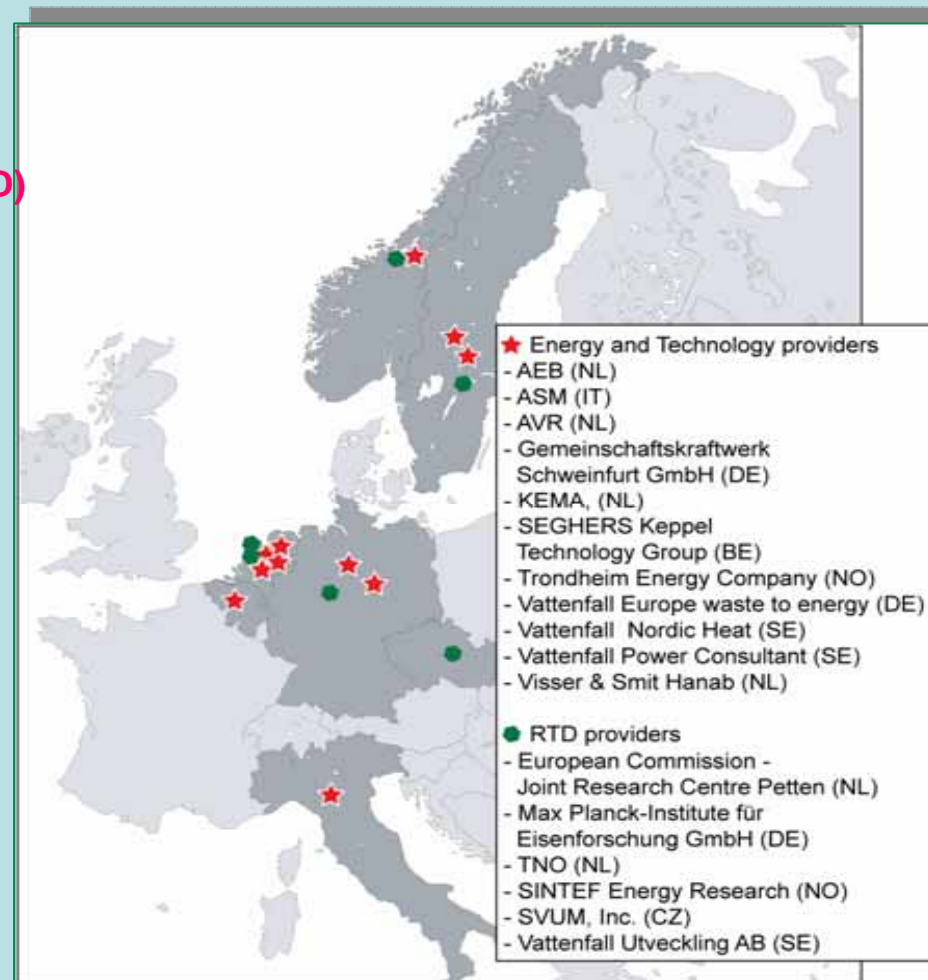 D)
Energy and Technology providers
- AEB (NL)
- ASM (IT)
- AVR (NL)
- Gemeinschaftskraftwerk
Schweinfurt GmbH (DE)
- KEMA, (NL)
- SEGHERS Keppel
Technology Group (BE)
- Trondheim Energy Company (NO)
- Vattenfall Europe waste to energy (DE)
- Vattenfall Nordic Heat (SE)
- Vattenfall Power Consultant (SE)
- Visser & Smit Hanab (NL)
RTD providers
- European Commission -
Joint Research Centre Petten (NL)
- Max Planck-Institute für
Eisenforschung GmbH (DE)
- TNO (NL)
- SINTEF Energy Research (NO)
- SVUM, Inc. (CZ)
- Vattenfall Utveckling AB (SE)